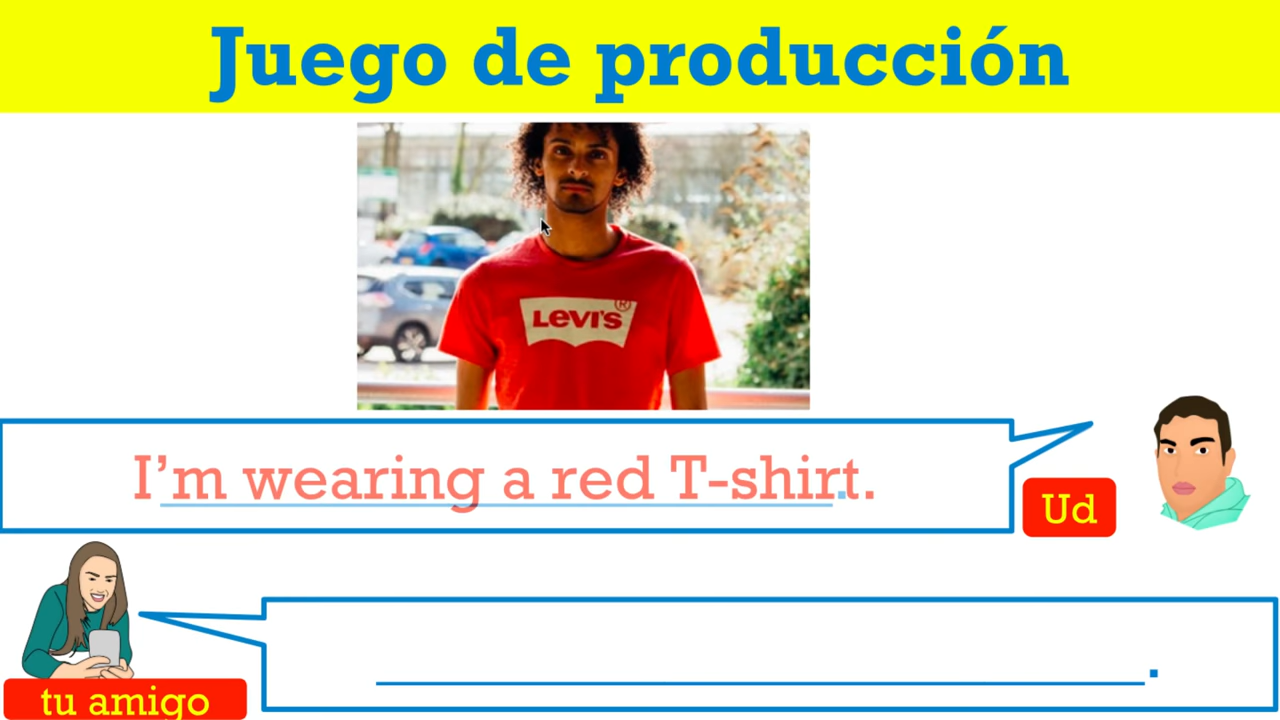 Juego de producción
LEVI'S ®
I'm wearing a red T-shirt.
Ud
tu amigo